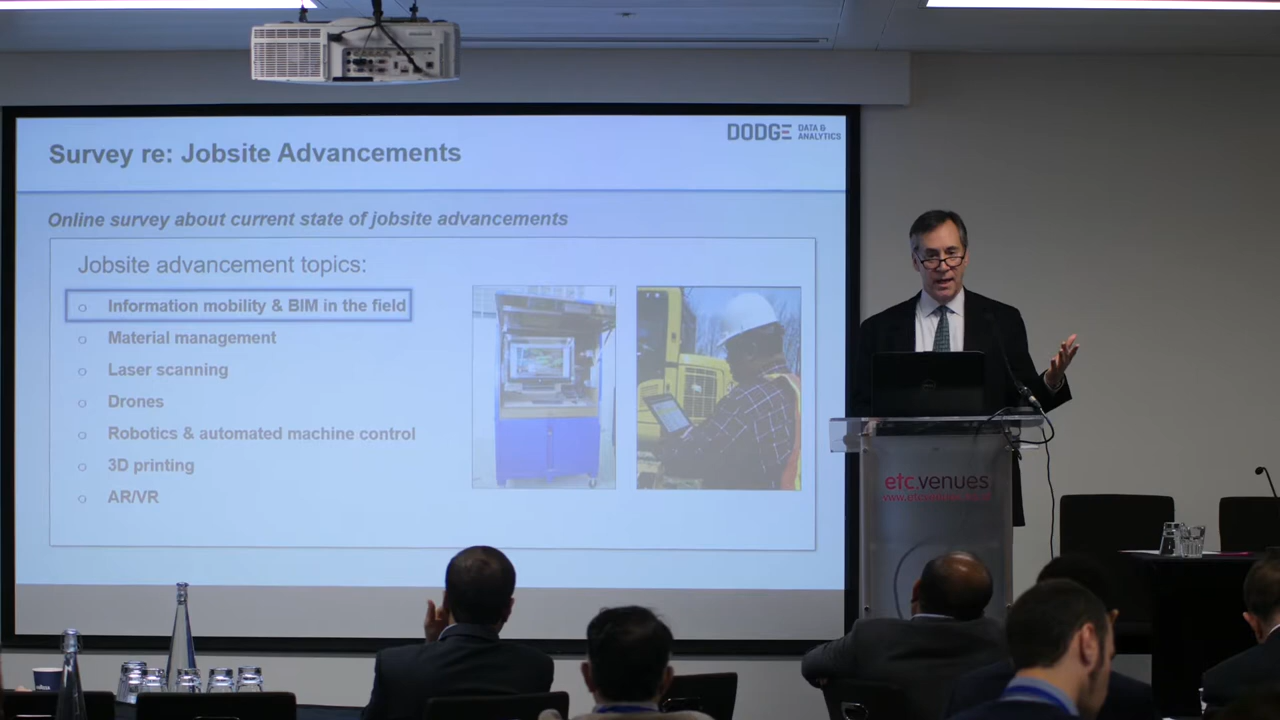 DODGE DATA & ANALYTICS
Survey re: Jobsite Advancements
Online survey about current state of jobsite advancements
Jobsite advancement topics:
Information mobility & BIM in the field
Material management
Laser scanning
Drones
Robotics & automated machine control
3D printing
AR/VR
etc.venues